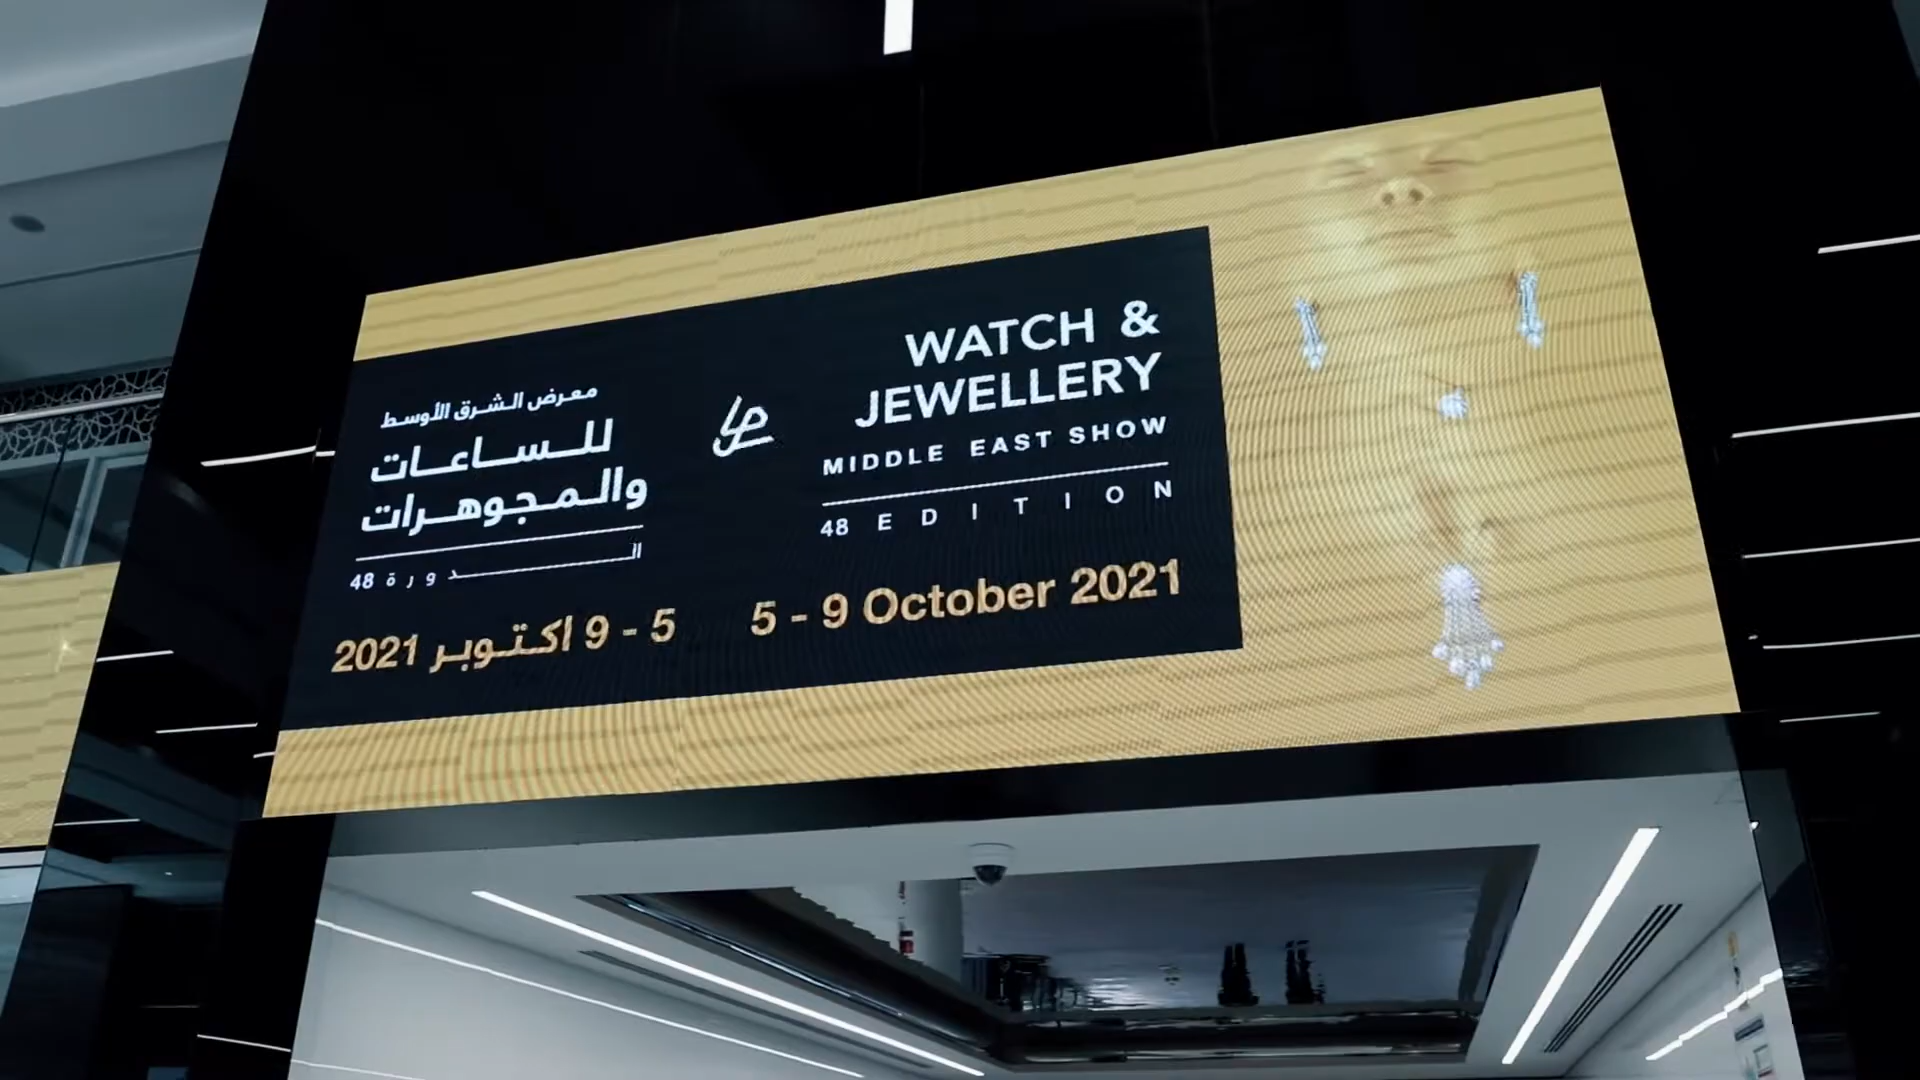 معرض الشرق الأوسط
للساعات
والمجوهرات
الدورة 48
5 - 9 اكتوبر 2021
WATCH &
JEWELLERY
MIDDLE EAST SHOW
48 EDITION
5 - 9 October 2021